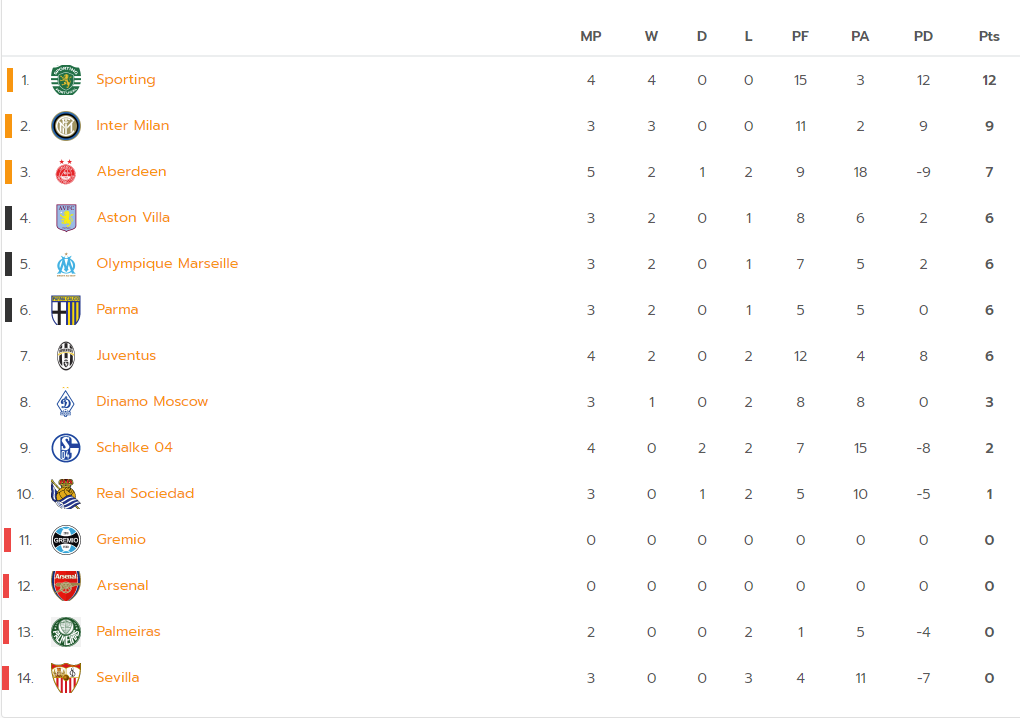 MP W D L PF PA PD Pts
1. Sporting 4 4 0 0 15 3 12 12
2. Inter Milan 3 3 0 0 11 2 9 9
3. Aberdeen 5 2 1 2 9 18 -9 7
4. Aston Villa 3 2 0 1 8 6 2 6
5. Olympique Marseille 3 2 0 1 7 5 2 6
6. Parma 3 2 0 1 5 5 0 6
7. Juventus 4 2 0 2 12 4 8 6
8. Dinamo Moscow 3 1 0 2 8 8 0 3
9. Schalke 04 4 0 2 2 7 15 -8 2
10. Real Sociedad 3 0 1 2 5 10 -5 1
11. GREMIO Gremio 0 0 0 0 0 0 0 0
12. Arsenal Arsenal 0 0 0 0 0 0 0 0
13. PALMEIRAS Palmeiras 2 0 0 2 1 5 -4 0
14. Sevilla 3 0 0 3 4 11 -7 0